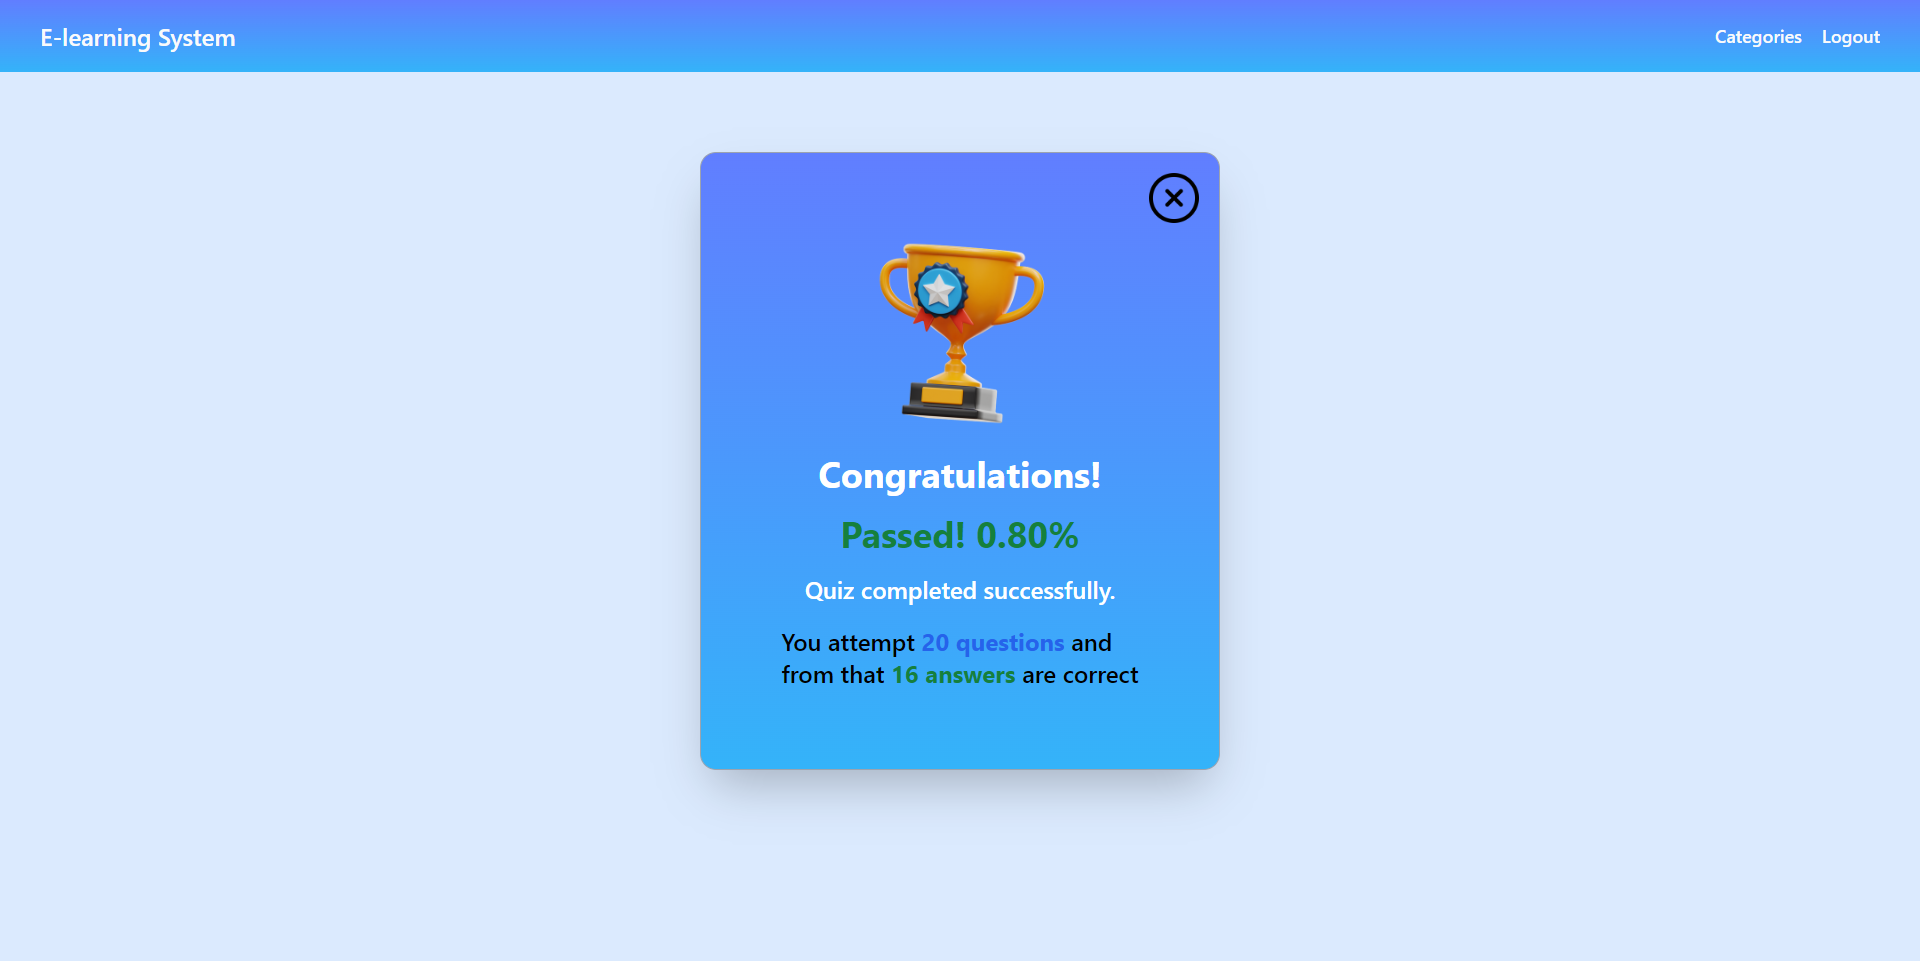 E-learning System
Categories
Logout
Congratulations!
Passed! 0.80%
Quiz completed successfully.
You attempt 20 questions and
from that 16 answers are correct